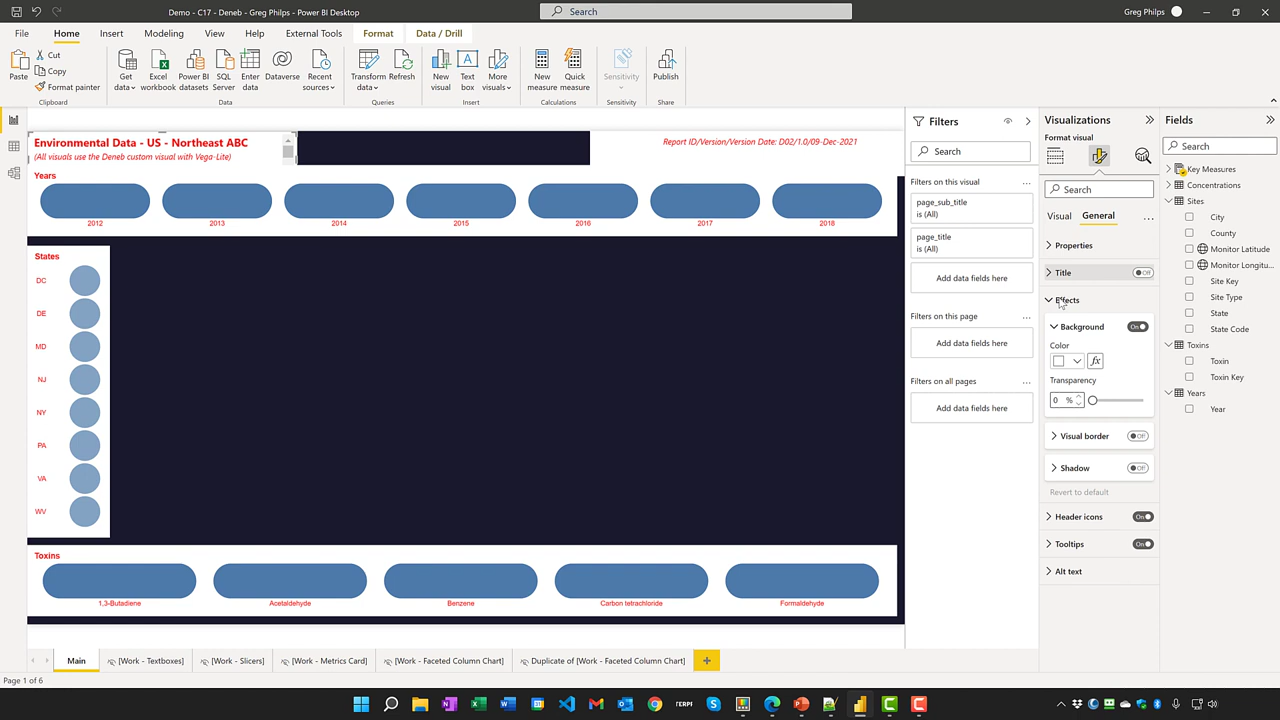 Demo - C17 - Deneb - Greg Philps - Power BI Desktop
Search
Greg Philps
File Home Insert Modeling View Help External Tools Format Data / Drill
Paste
Cut
Copy
Format painter
Clipboard
Get data
Excel workbook
Power BI datasets
SQL Server
Enter data
Dataverse
Recent sources
Data
Transform data
Refresh
Queries
New visual
Text box
More visuals
Insert
New measure
Quick measure
Calculations
Sensitivity
Sensitivity
Publish
Share
Environmental Data - US - Northeast ABC
(All visuals use the Deneb custom visual with Vega-Lite)
Report ID/Version/Version Date: D02/1.0/09-Dec-2021
Years
2012 2013 2014 2015 2016 2017 2018
States
DC
DE
MD
NJ
NY
PA
VA
WV
Toxins
1,3-Butadiene Acetaldehyde Benzene Carbon tetrachloride Formaldehyde
Filters
Search
Filters on this visual ...
page_sub_title
is (All)
page_title
is (All)
Add data fields here
Filters on this page ...
Add data fields here
Filters on all pages ...
Add data fields here
Visualizations
Format visual
Search
Visual General ...
Properties
Title Off
Effects
Background On
Color
fx
Transparency
0 %
Visual border Off
Shadow Off
Revert to default
Header icons On
Tooltips On
Alt text
Fields
Search
Key Measures
Concentrations
Sites
City
County
Monitor Latitude
Monitor Longitu...
Site Key
Site Type
State
State Code
Toxins
Toxin
Toxin Key
Years
Year
Main [Work - Textboxes] [Work - Slicers] [Work - Metrics Card] [Work - Faceted Column Chart] Duplicate of [Work - Faceted Column Chart] +
Page 1 of 6